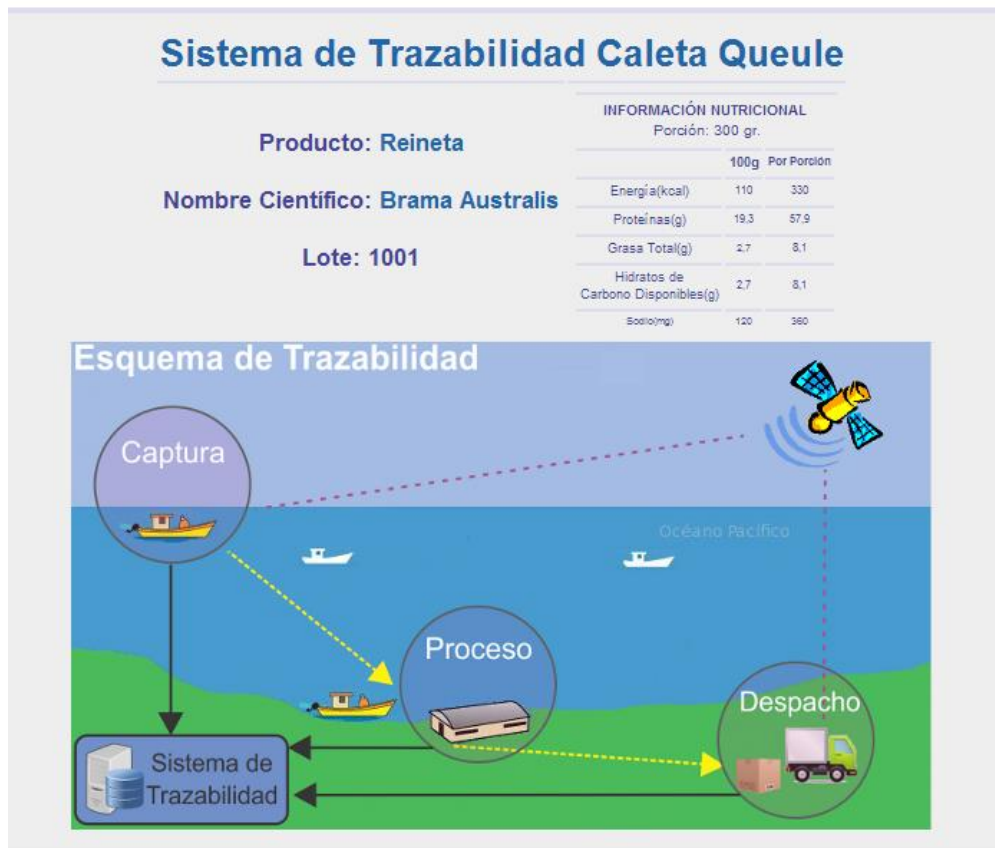 Sistema de Trazabilidad Caleta Queule
Producto: Reineta
Nombre Científico: Brama Australis
Lote: 1001
INFORMACIÓN NUTRICIONAL
Porción: 300 gr.
100g Por Porción
Energía(kcal) 110 330
Proteínas(g) 19,3 57,9
Grasa Total(g) 2,7 8,1
Hidratos de
Carbono Disponibles(g) 2,7 8,1
Sodio(mg) 120 360
Esquema de Trazabilidad
Captura
Océano Pacífico
Proceso
Despacho
Sistema de
Trazabilidad